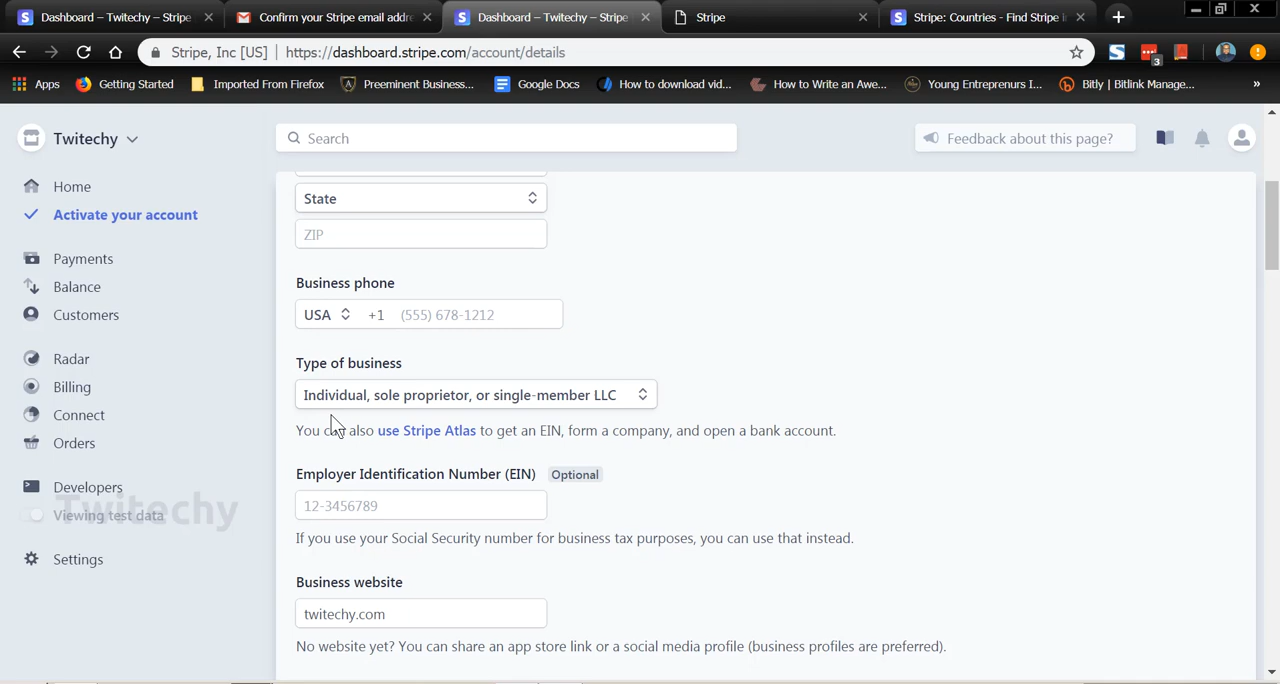 Dashboard – Twitechy – Stripe
Confirm your Stripe email addre
Dashboard – Twitechy – Stripe
Stripe
Stripe: Countries - Find Stripe i
Stripe, Inc [US] | https://dashboard.stripe.com/account/details
3
Apps
Getting Started
Imported From Firefox
Preeminent Business...
Google Docs
How to download vid...
How to Write an Awe...
Young Entreprenurs I...
Bitly | Bitlink Manage...
»
Twitechy
Search
Feedback about this page?
Home
Activate your account
Payments
Balance
Customers
Radar
Billing
Connect
Orders
Developers
Viewing test data
Twitechy
Settings
State
ZIP
Business phone
USA +1 (555) 678-1212
Type of business
Individual, sole proprietor, or single-member LLC
You can also use Stripe Atlas to get an EIN, form a company, and open a bank account.
Employer Identification Number (EIN) Optional
12-3456789
If you use your Social Security number for business tax purposes, you can use that instead.
Business website
twitechy.com
No website yet? You can share an app store link or a social media profile (business profiles are preferred).